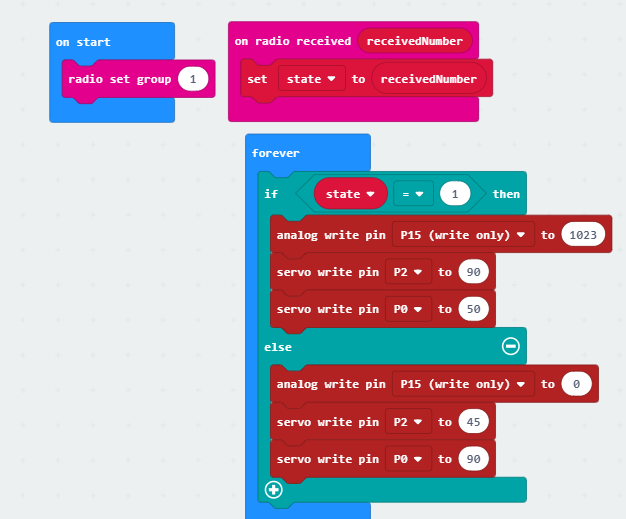 on start
radio set group 1
on radio received receivedNumber
set state to receivedNumber
forever
if state = 1 then
analog write pin P15 (write only) to 1023
servo write pin P2 to 90
servo write pin P0 to 50
else
analog write pin P15 (write only) to 0
servo write pin P2 to 45
servo write pin P0 to 90